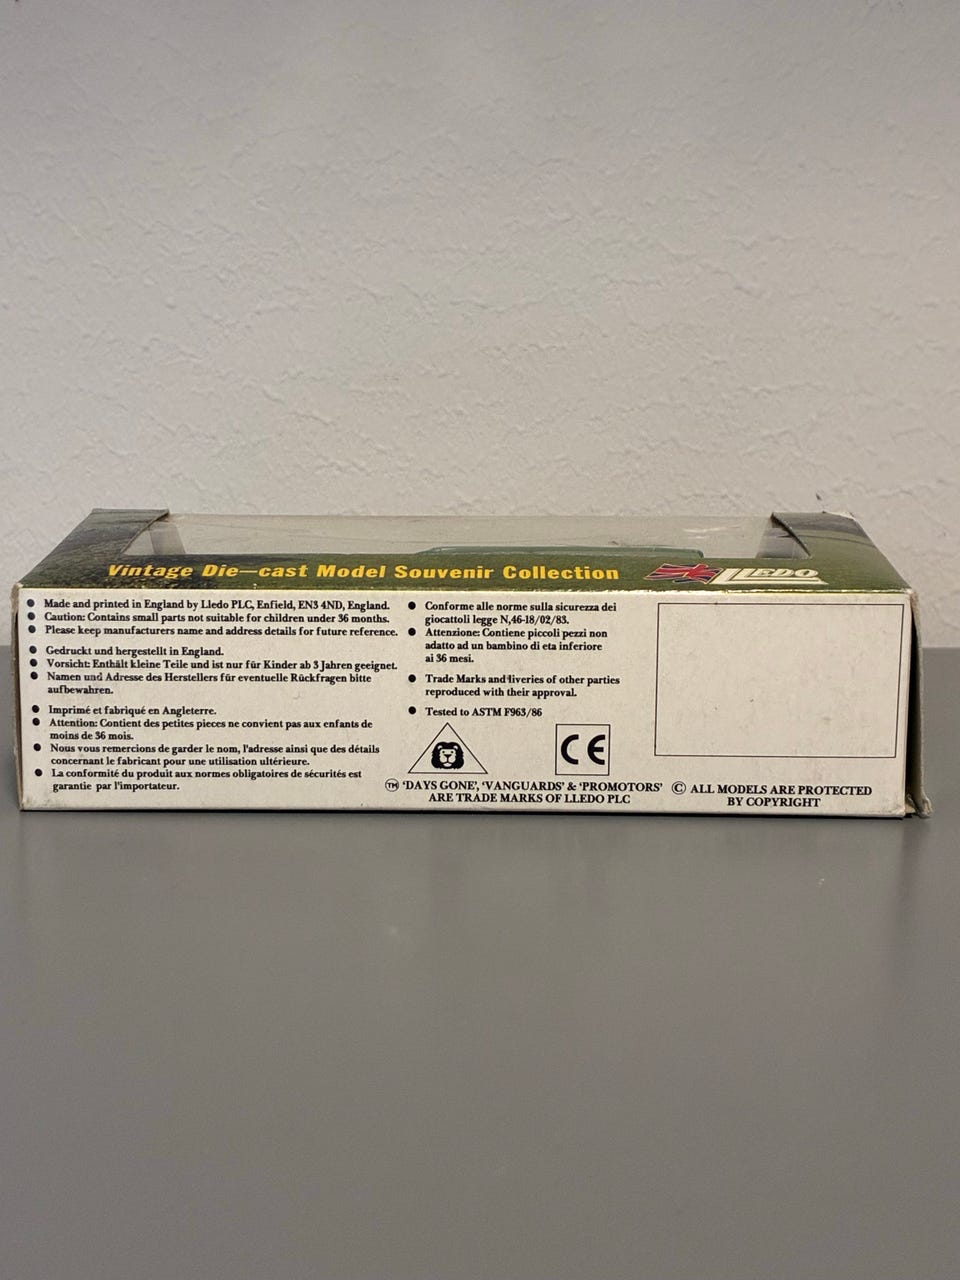 Vintage Die-cast Model Souvenir Collection
LLEDO
• Made and printed in England by Lledo PLC, Enfield, EN3 4ND, England.
• Caution: Contains small parts not suitable for children under 36 months.
• Please keep manufacturers name and address details for future reference.
• Gedruckt und hergestellt in England.
• Vorsicht: Enthält kleine Teile und ist nur für Kinder ab 3 Jahren geeignet.
• Namen und Adresse des Herstellers für eventuelle Rückfragen bitte
aufbewahren.
• Imprimé et fabriqué en Angleterre.
• Attention: Contient des petites pieces ne convient pas aux enfants de
moins de 36 mois.
• Nous vous remercions de garder le nom, l'adresse ainsi que des détails
concernant le fabricant pour une utilisation ultérieure.
• La conformité du produit aux normes obligatoires de sécurités est
garantie par l'importateur.
• Conforme alle norme sulla sicurezza dei
giocattoli legge N,46-18/02/83.
• Attenzione: Contiene piccoli pezzi non
adatto ad un bambino di eta inferiore
ai 36 mesi.
• Trade Marks and liveries of other parties
reproduced with their approval.
• Tested to ASTM F963/86
CE
TM 'DAYS GONE', 'VANGUARDS' & 'PROMOTORS'
ARE TRADE MARKS OF LLEDO PLC
© ALL MODELS ARE PROTECTED
BY COPYRIGHT